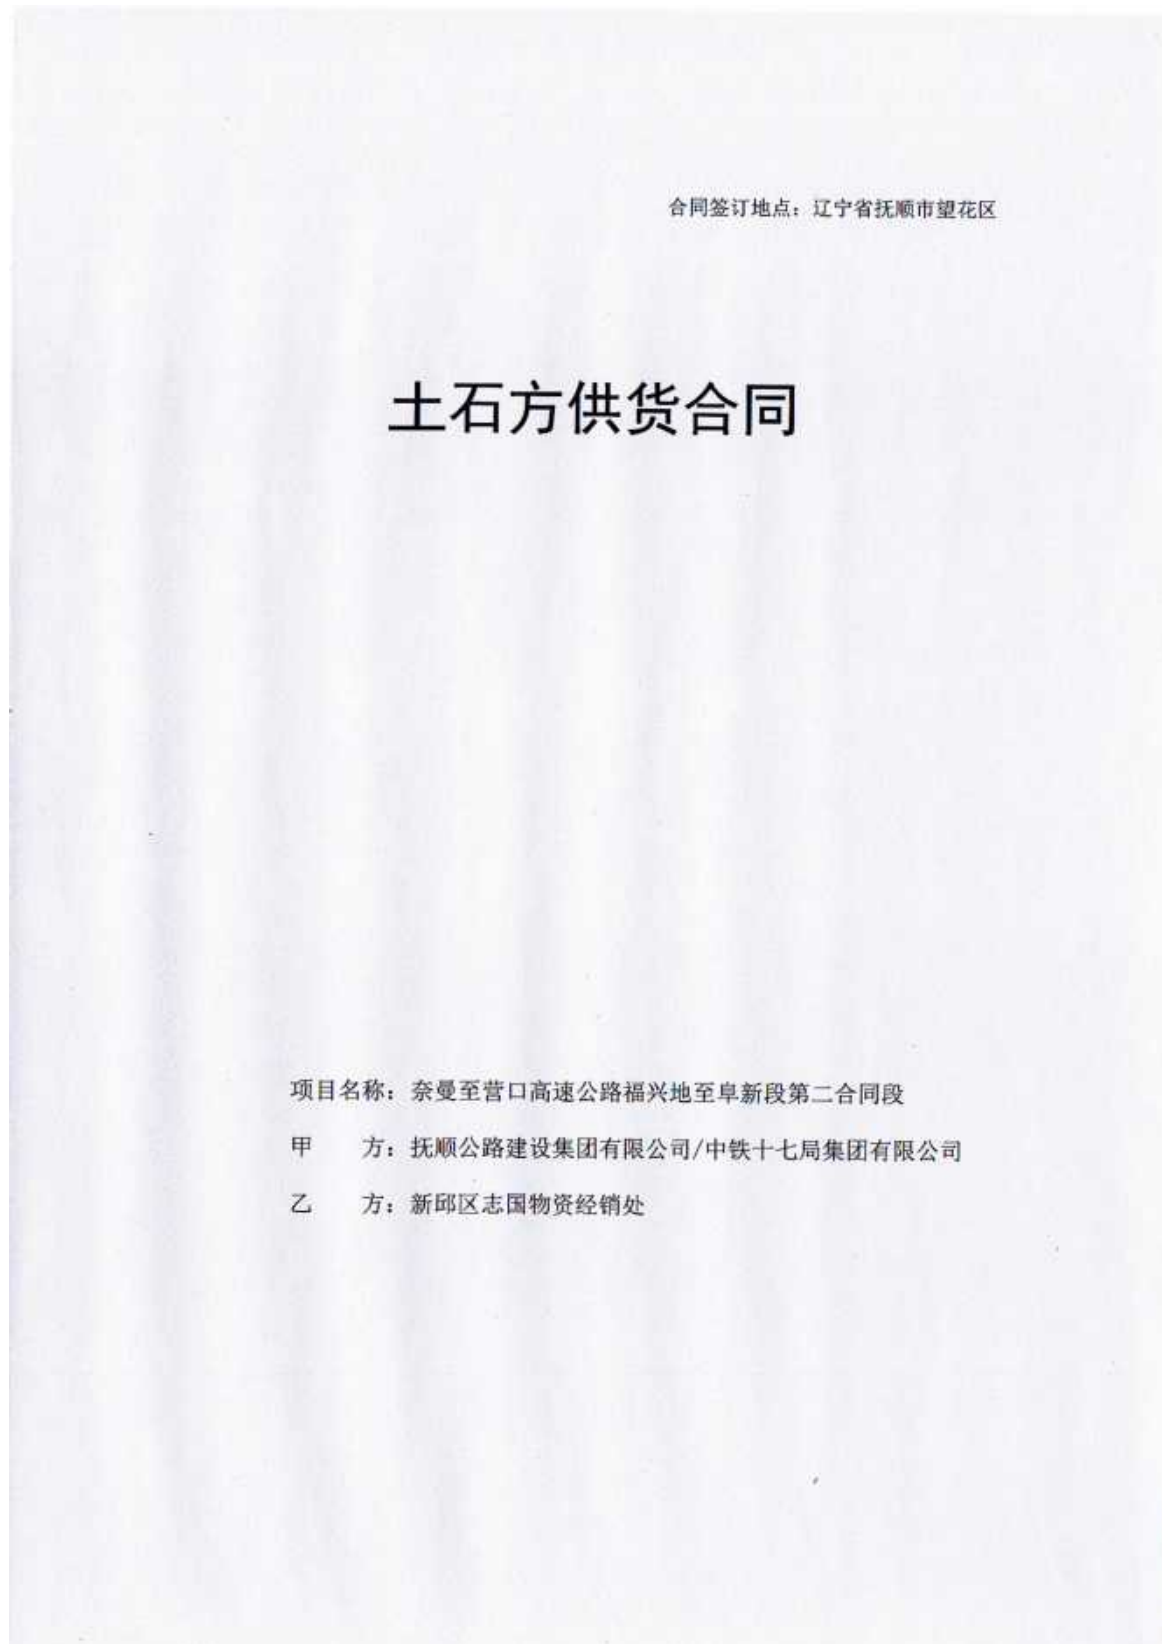 合同签订地点：辽宁省抚顺市望花区
土石方供货合同
项目名称：奈曼至营口高速公路福兴地至阜新段第二合同段
甲　　方：抚顺公路建设集团有限公司/中铁十七局集团有限公司
乙　　方：新邱区志国物资经销处